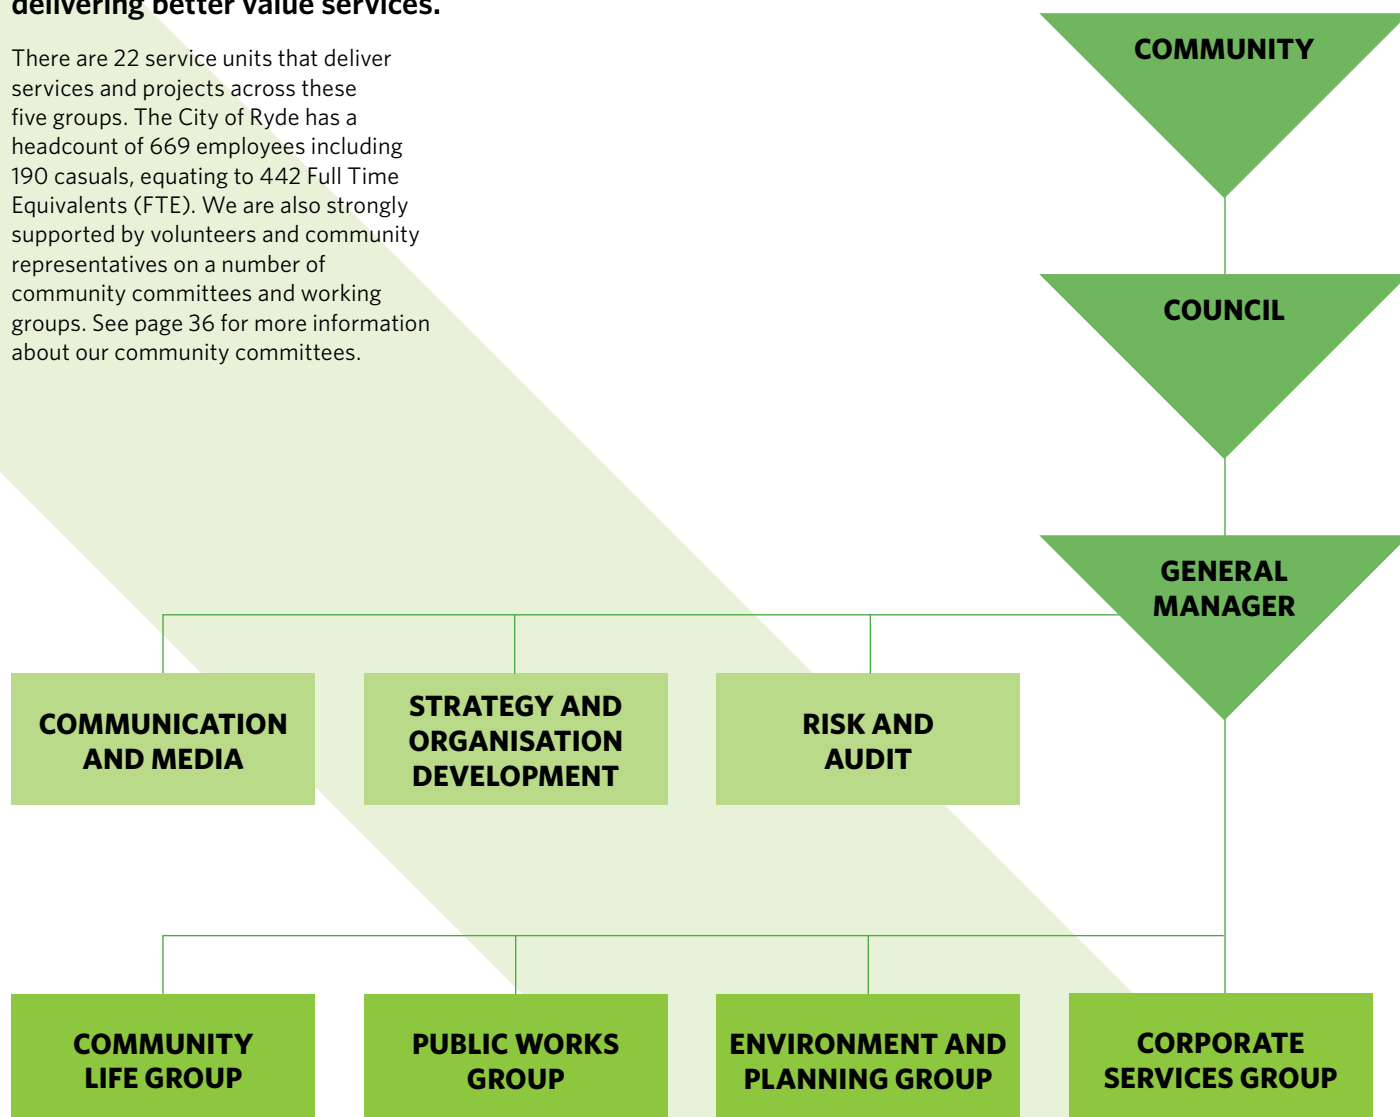 delivering better value services.
There are 22 service units that deliver
services and projects across these
five groups. The City of Ryde has a
headcount of 669 employees including
190 casuals, equating to 442 Full Time
Equivalents (FTE). We are also strongly
supported by volunteers and community
representatives on a number of
community committees and working
groups. See page 36 for more information
about our community committees.
COMMUNITY
COUNCIL
GENERAL
MANAGER
COMMUNICATION
AND MEDIA
STRATEGY AND
ORGANISATION
DEVELOPMENT
RISK AND
AUDIT
COMMUNITY
LIFE GROUP
PUBLIC WORKS
GROUP
ENVIRONMENT AND
PLANNING GROUP
CORPORATE
SERVICES GROUP